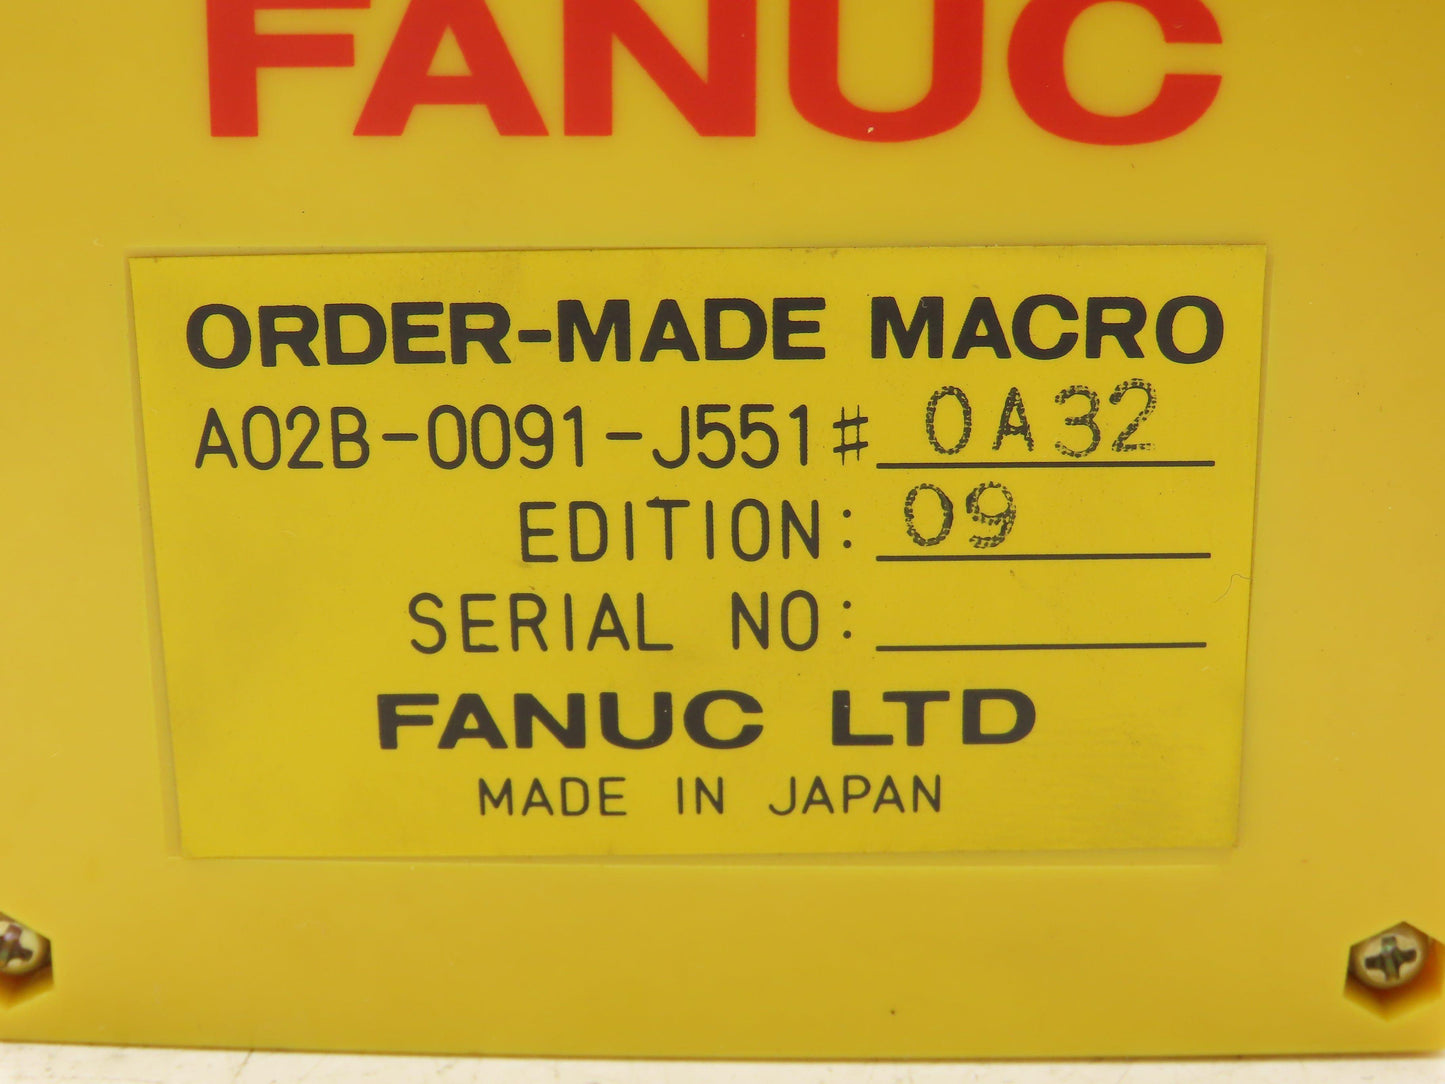 FANUC
ORDER-MADE MACRO
A02B-0091-J551# 0A32
EDITION: 09
SERIAL NO:
FANUC LTD
MADE IN JAPAN